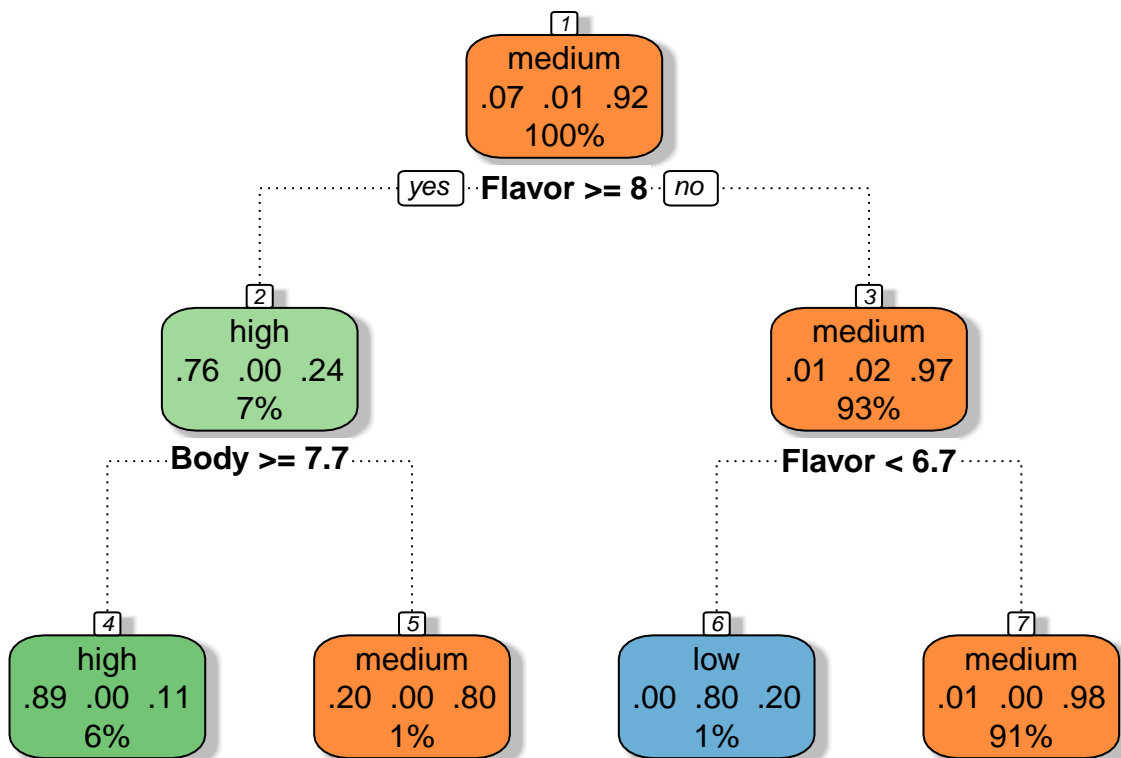 1
medium
.07 .01 .92
100%
yes Flavor >= 8 no
2
high
.76 .00 .24
7%
3
medium
.01 .02 .97
93%
Body >= 7.7
Flavor < 6.7
4
high
.89 .00 .11
6%
5
medium
.20 .00 .80
1%
6
low
.00 .80 .20
1%
7
medium
.01 .00 .98
91%